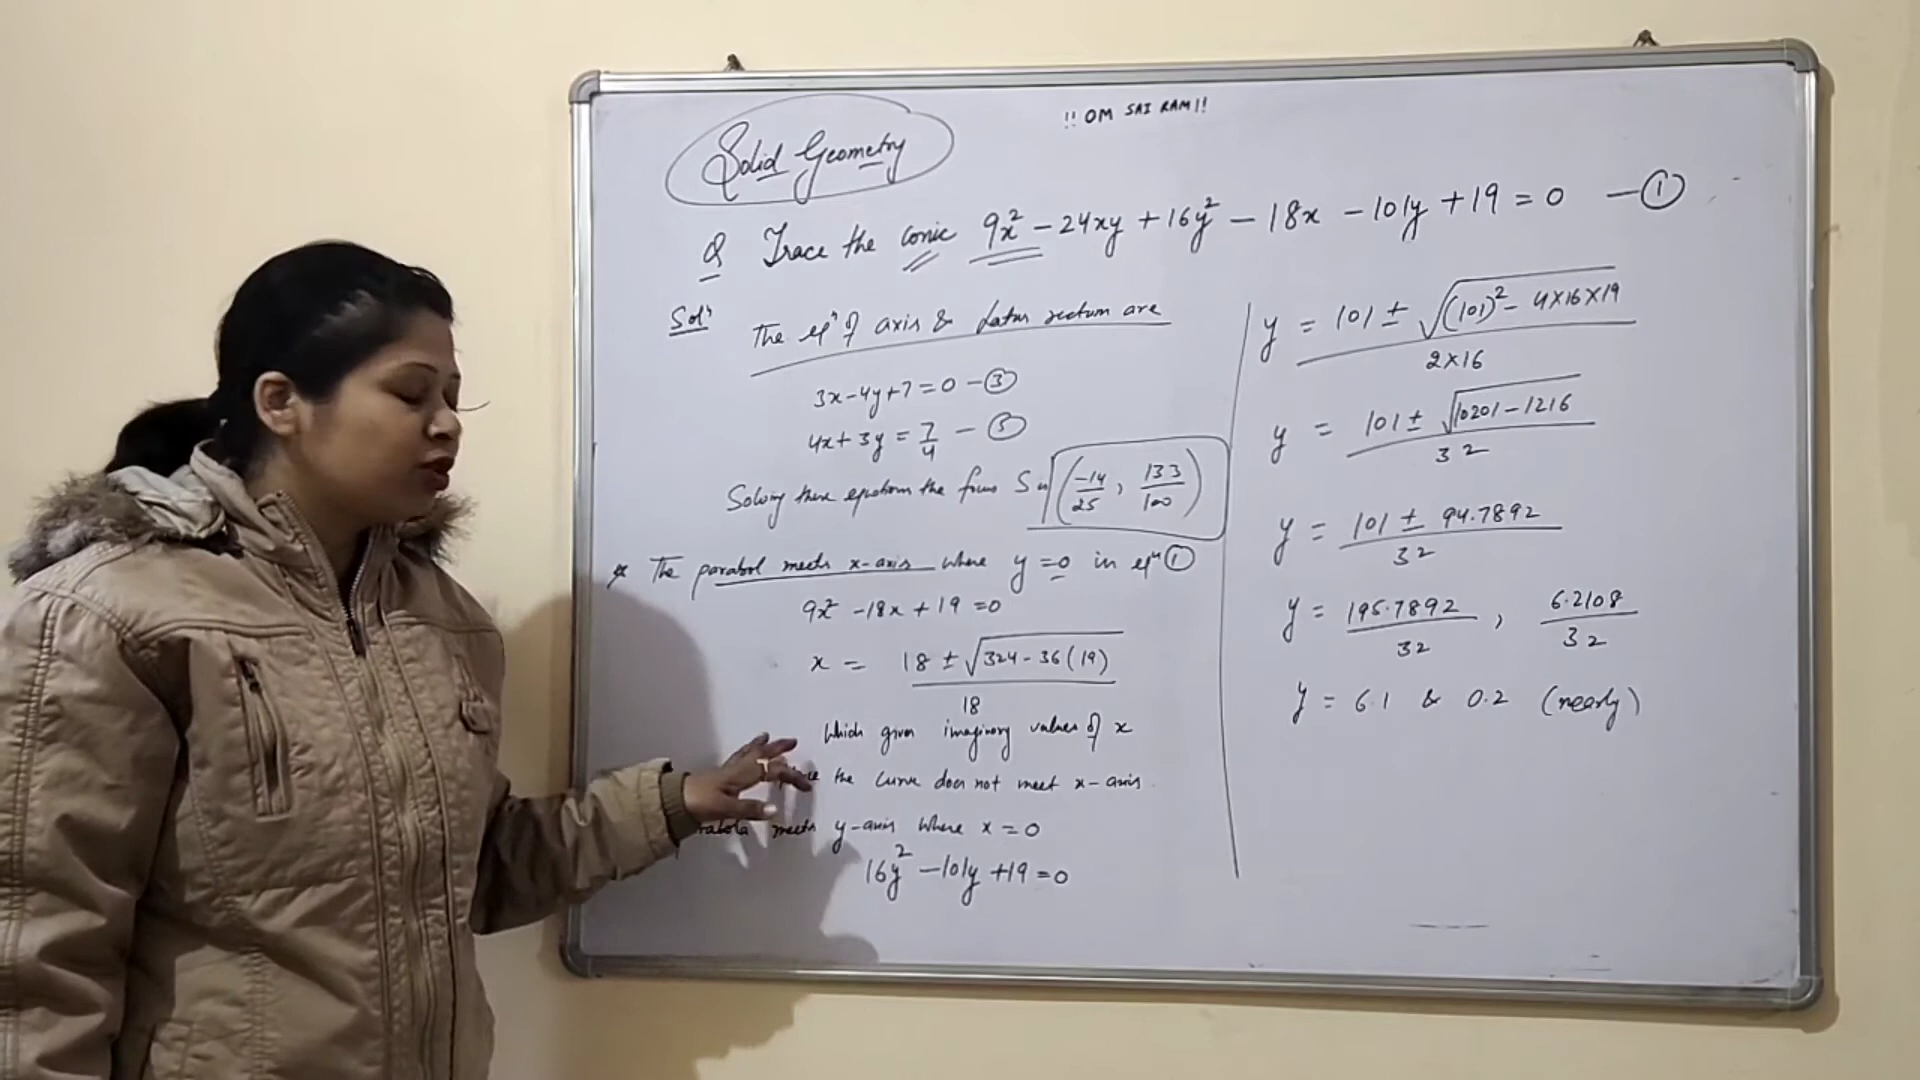 !! OM SAI RAM !!
Solid Geometry
Q Trace the conic 9x² - 24xy + 16y² - 18x - 101y + 19 = 0 — ①
Solⁿ
The eqⁿ of axis & Latus rectum are
3x-4y+7=0 — ③
4x+3y = 7/4 — ⑤
Solving these equations the focus S is (-14/25, 133/100)
* The parabol meets x-axis where y=0 in eqⁿ ①
9x² - 18x + 19 = 0
x = 18 ± √(324-36(19)) / 18
Which gives imaginary values of x
the curve does not meet x-axis.
meets y-axis where x = 0
16y² - 101y + 19 = 0
y = 101 ± √((101)² - 4×16×19) / 2×16
y = 101 ± √(10201-1216) / 32
y = 101 ± 94.7892 / 32
y = 195.7892/32 , 6.2108/32
y = 6.1 & 0.2 (nearly)